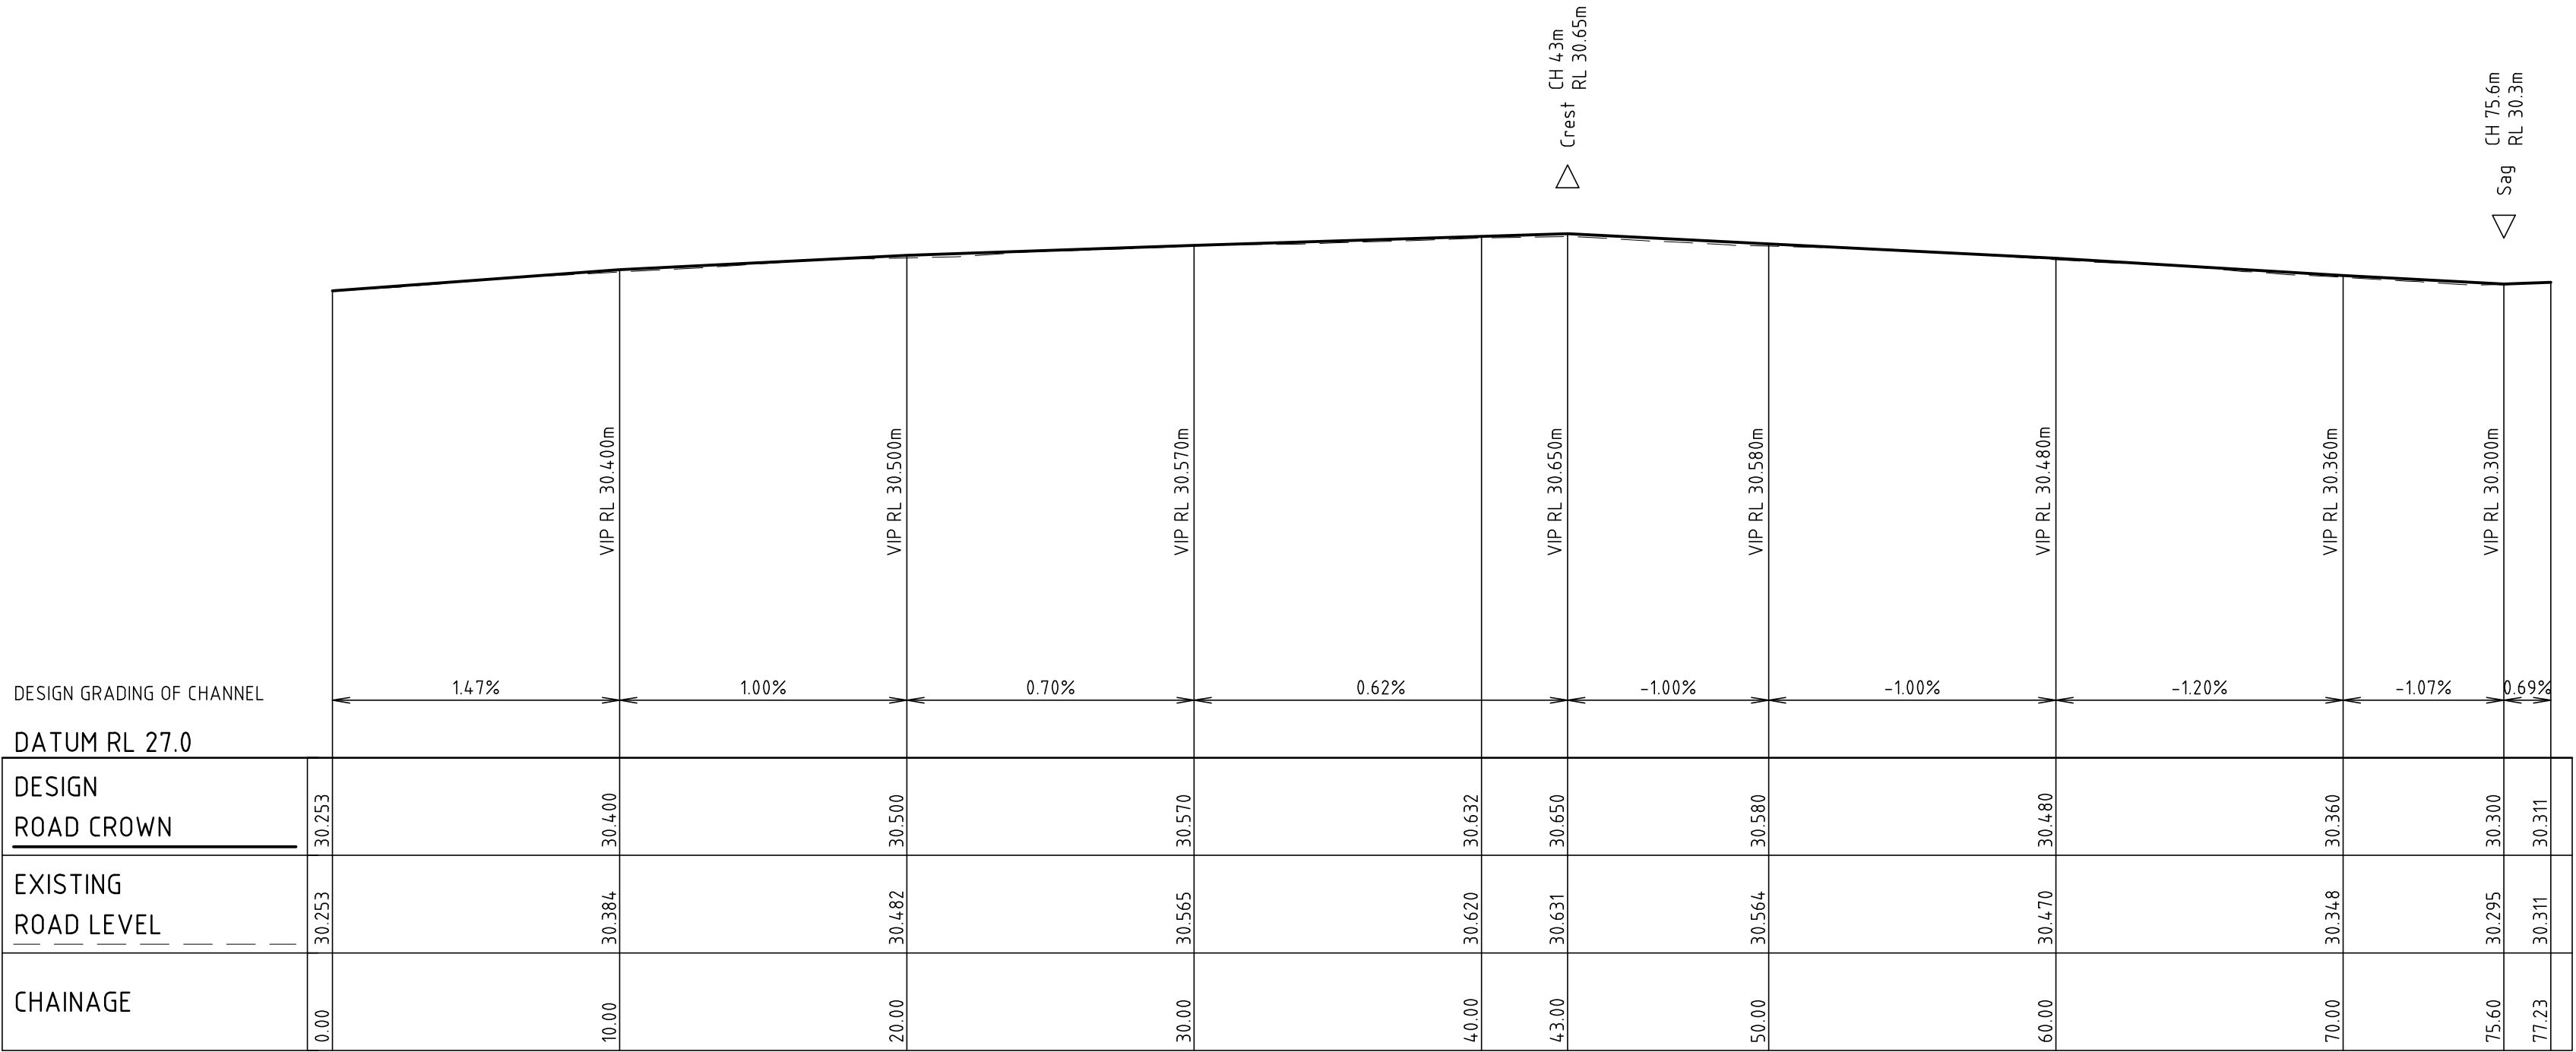 Crest CH 43m
RL 30.65m
Sag CH 75.6m
RL 30.3m
VIP RL 30.400m
VIP RL 30.500m
VIP RL 30.570m
VIP RL 30.650m
VIP RL 30.580m
VIP RL 30.480m
VIP RL 30.360m
VIP RL 30.300m
DESIGN GRADING OF CHANNEL 1.47% 1.00% 0.70% 0.62% -1.00% -1.00% -1.20% -1.07% 0.69%
DATUM RL 27.0
DESIGN
ROAD CROWN 30.253 30.400 30.500 30.570 30.632 30.650 30.580 30.480 30.360 30.300 30.311
EXISTING
ROAD LEVEL 30.253 30.384 30.482 30.565 30.620 30.631 30.564 30.470 30.348 30.295 30.311
CHAINAGE 0.00 10.00 20.00 30.00 40.00 43.00 50.00 60.00 70.00 75.60 77.23